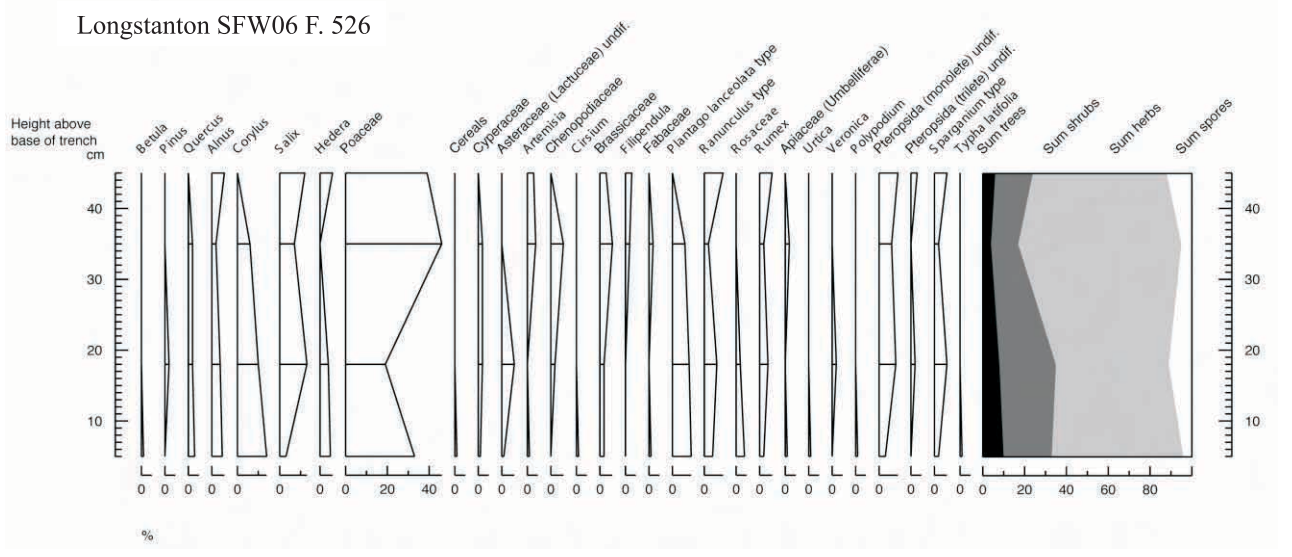 Longstanton SFW06 F. 526
Height above
base of trench
cm
Betula
Pinus
Quercus
Alnus
Corylus
Salix
Hedera
Poaceae
Cereals
Cyperaceae
Asteraceae (Lactuceae) undif.
Artemisia
Chenopodiaceae
Cirsium
Brassicaceae
Filipendula
Fabaceae
Plantago lanceolata type
Ranunculus type
Rosaceae
Rumex
Apiaceae (Umbelliferae)
Urtica
Veronica
Polypodium
Pteropsida (monolete) undif.
Pteropsida (trilete) undif.
Sparganium type
Typha latifolia
Sum trees
Sum shrubs
Sum herbs
Sum spores
40 40
30 30
20 20
10 10
0 0 0 0 0 0 0 0 20 40 0 0 0 0 0 0 0 0 0 0 0 0 0 0 0 0 0 0 0 0 0 0 20 40 60 80
%